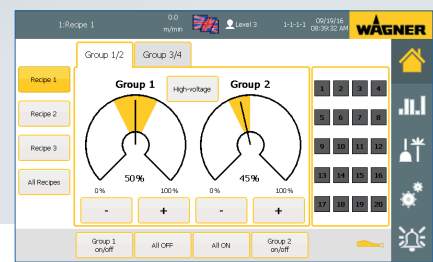 1:Recipe 1
0.0
m/min
Level 3
1-1-1-1
09/19/16
08:39:32 AM
WAGNER
Group 1/2
Group 3/4
Recipe 1
Recipe 2
Recipe 3
All Recipes
Group 1
High-voltage
Group 2
50%
0%
100%
45%
0%
100%
-
+
-
+
1 2 3 4
5 6 7 8
9 10 11 12
13 14 15 16
17 18 19 20
Group 1
on/off
All OFF
All ON
Group 2
on/off